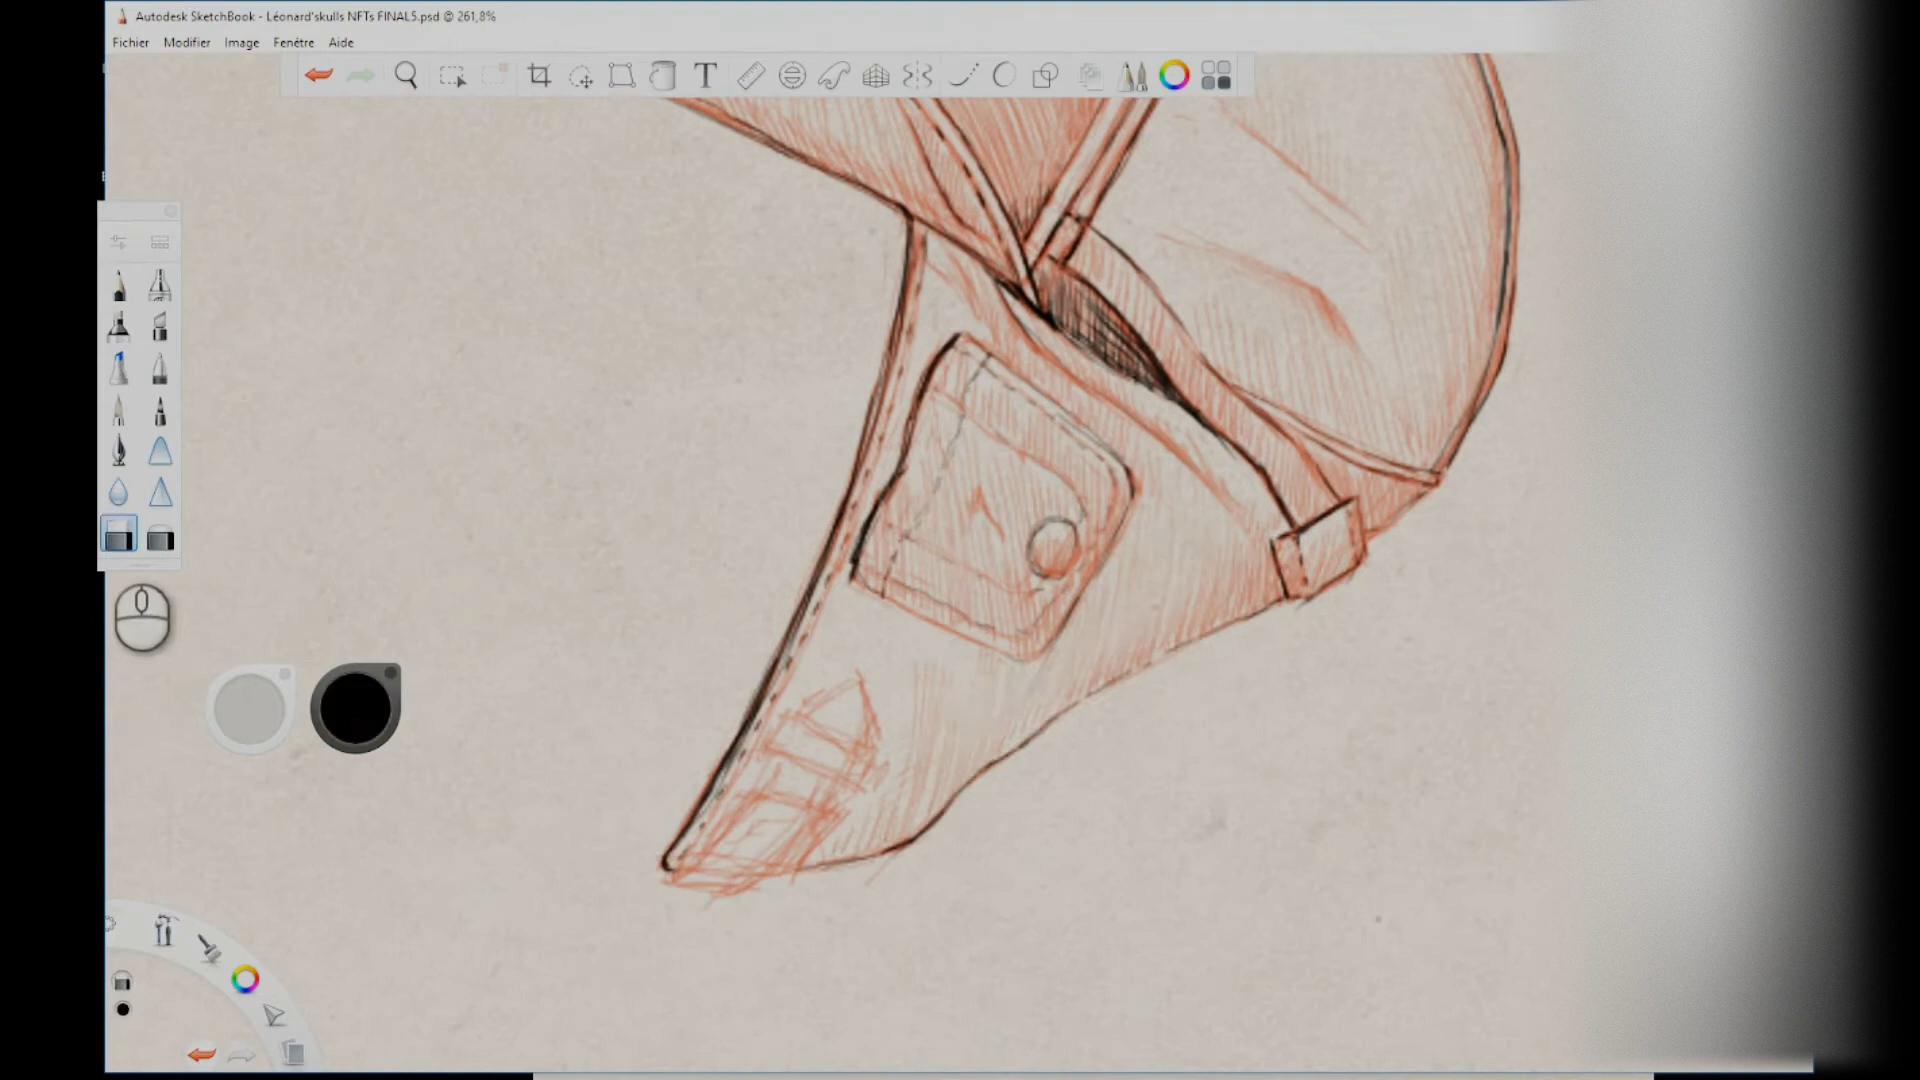 Autodesk SketchBook - Léonard'skulls NFTs FINAL5.psd @ 261,8%
Fichier Modifier Image Fenêtre Aide
T